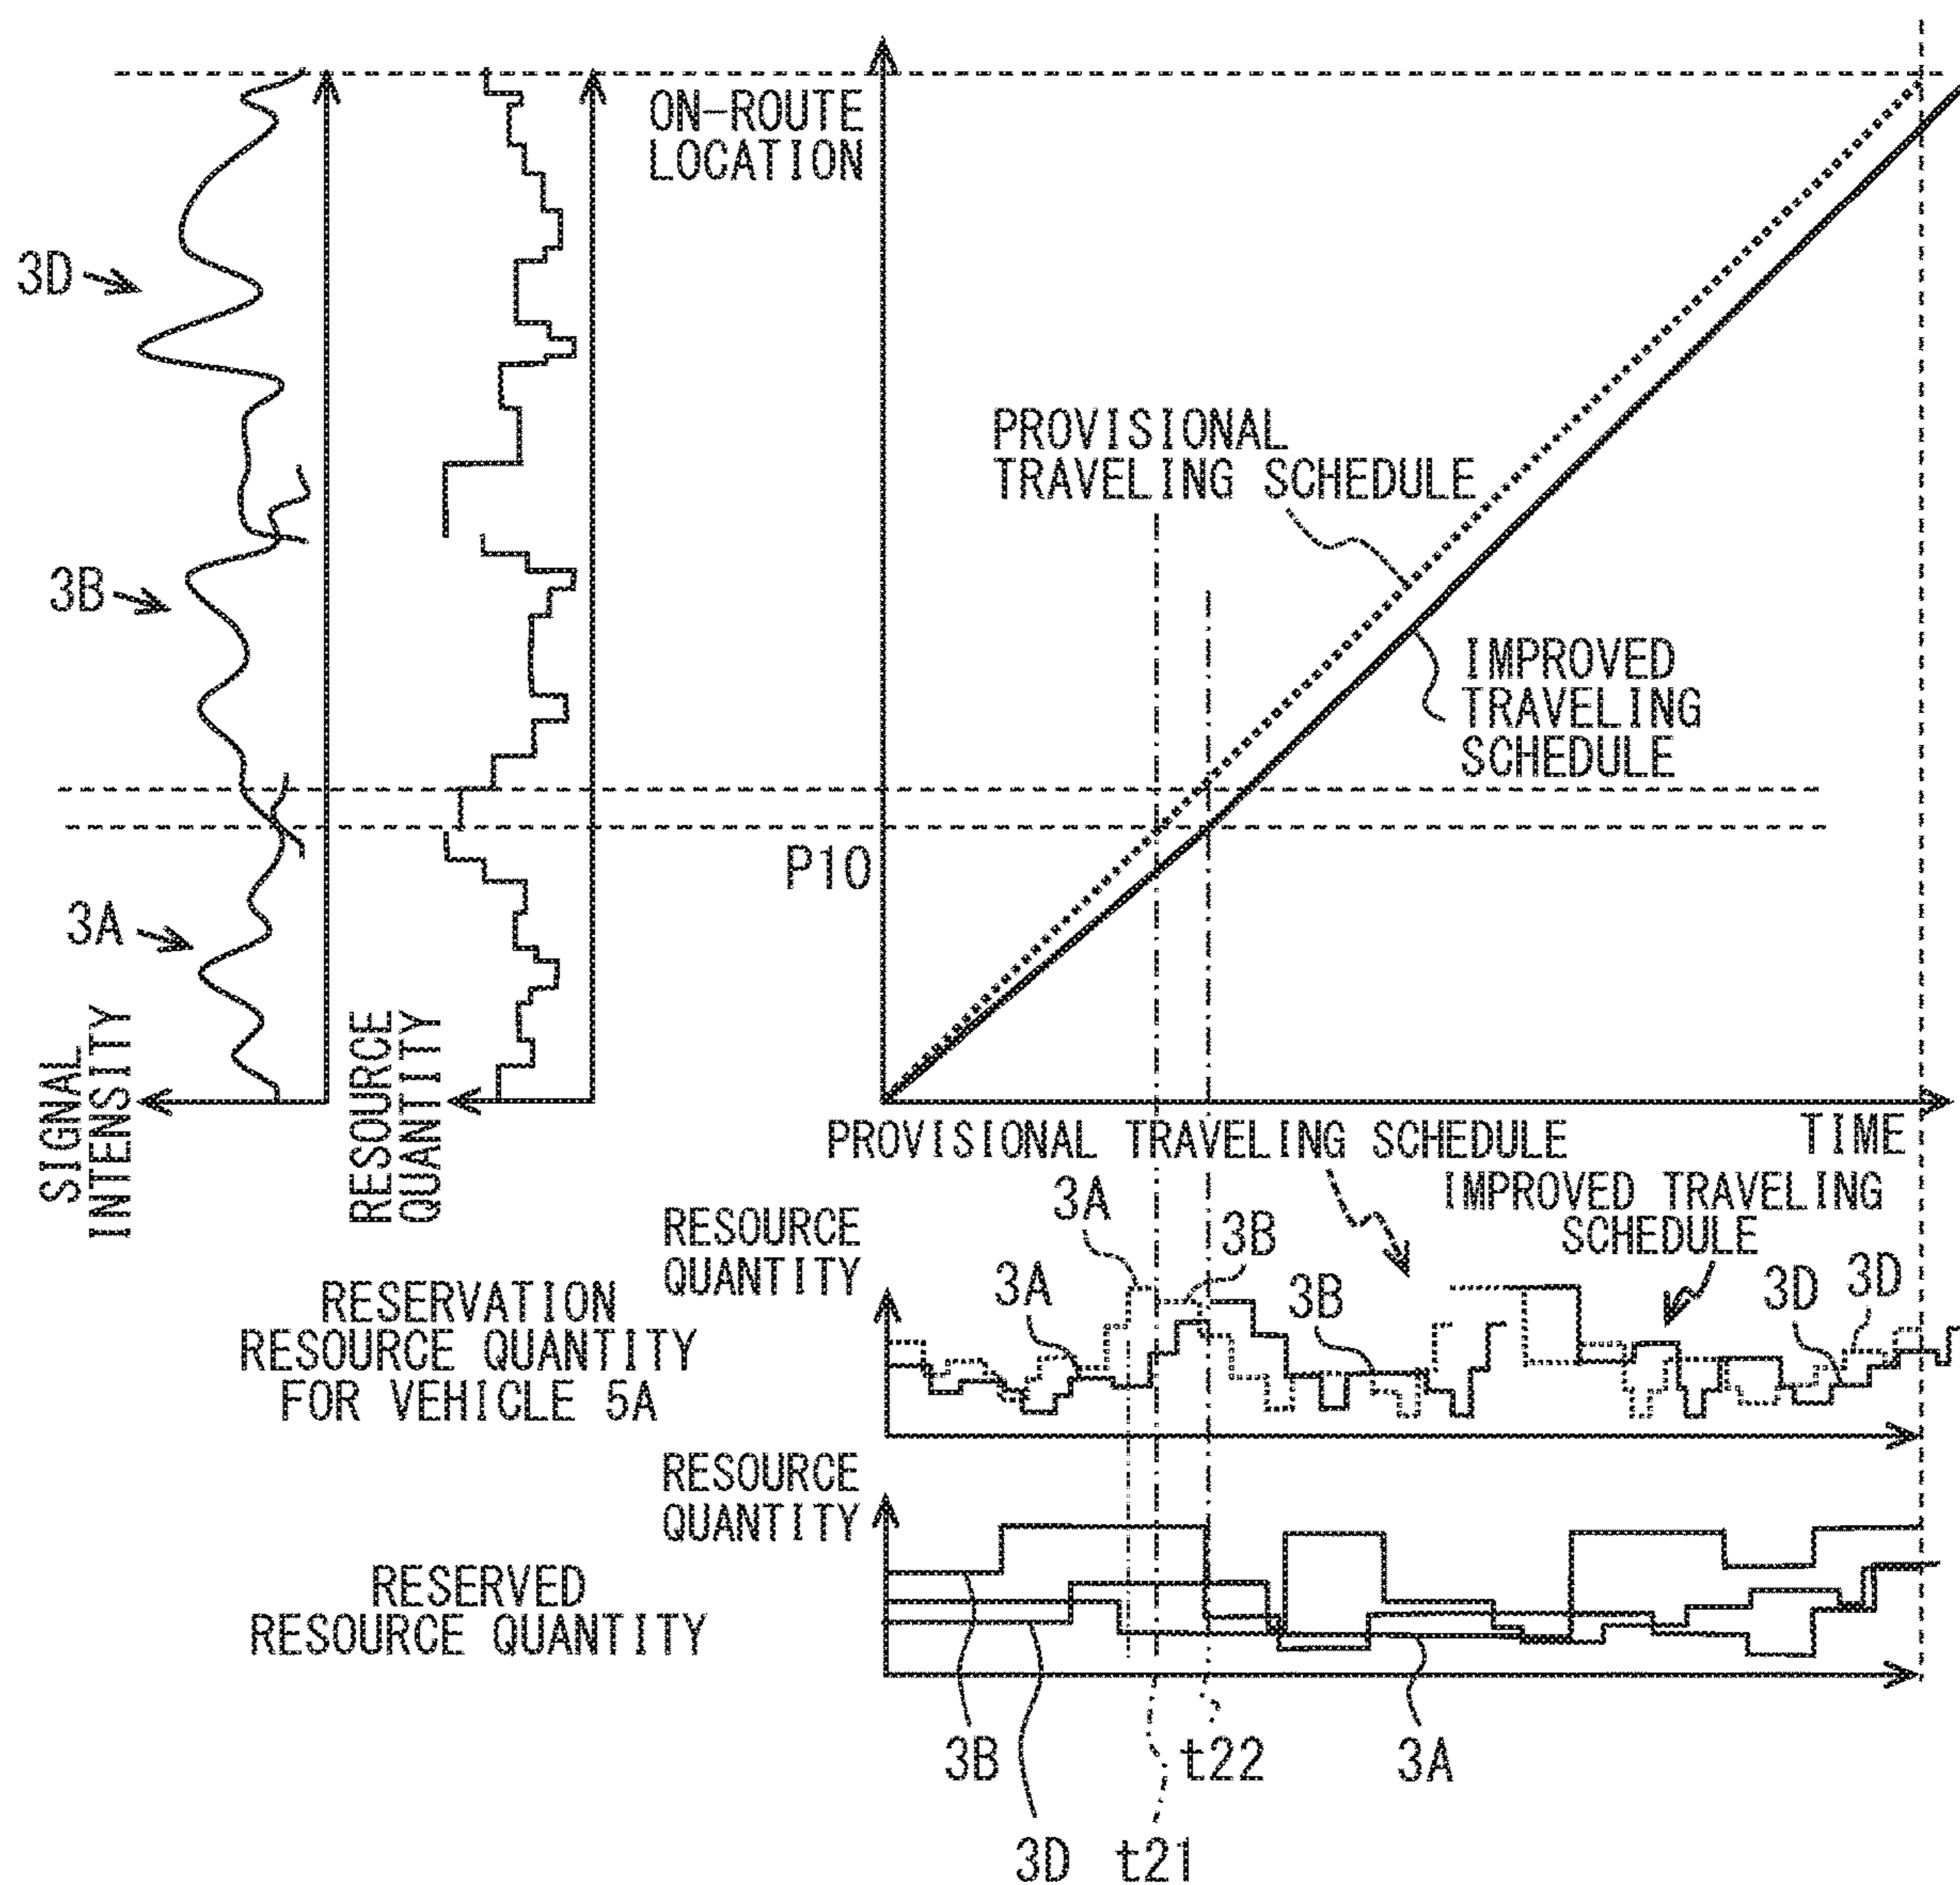 ON-ROUTE
LOCATION
3D
PROVISIONAL
TRAVELING SCHEDULE
3B
IMPROVED
TRAVELING
SCHEDULE
P10
3A
SIGNAL
INTENSITY
RESOURCE
QUANTITY
TIME
PROVISIONAL TRAVELING SCHEDULE
IMPROVED TRAVELING
SCHEDULE
RESOURCE
QUANTITY
3A
3B
3A
3B
3D
3D
RESERVATION
RESOURCE QUANTITY
FOR VEHICLE 5A
RESOURCE
QUANTITY
RESERVED
RESOURCE QUANTITY
3B
t22
3A
3D
t21